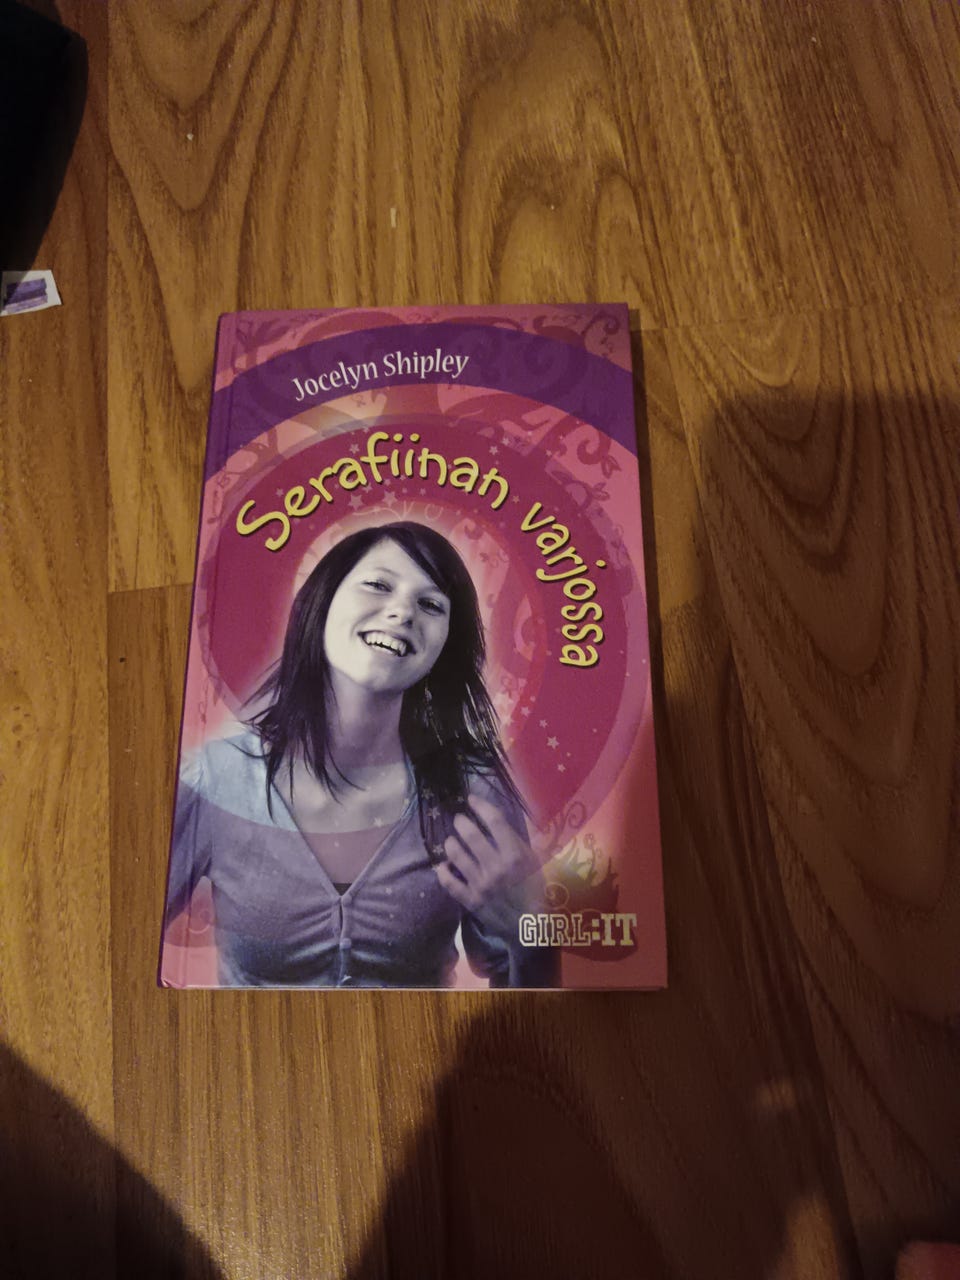 Jocelyn Shipley
Serafiinan varjossa
GIRL:IT